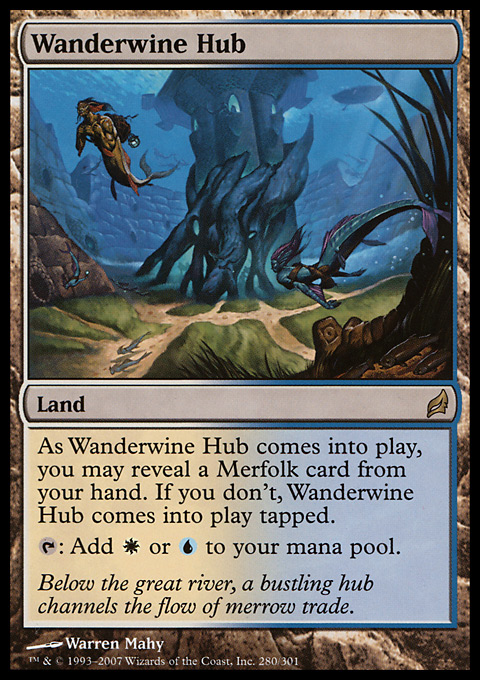 Wanderwine Hub
Land
As Wanderwine Hub comes into play,
you may reveal a Merfolk card from
your hand. If you don't, Wanderwine
Hub comes into play tapped.
: Add or to your mana pool.
Below the great river, a bustling hub
channels the flow of merrow trade.
Warren Mahy
™ & © 1993–2007 Wizards of the Coast, Inc. 280/301